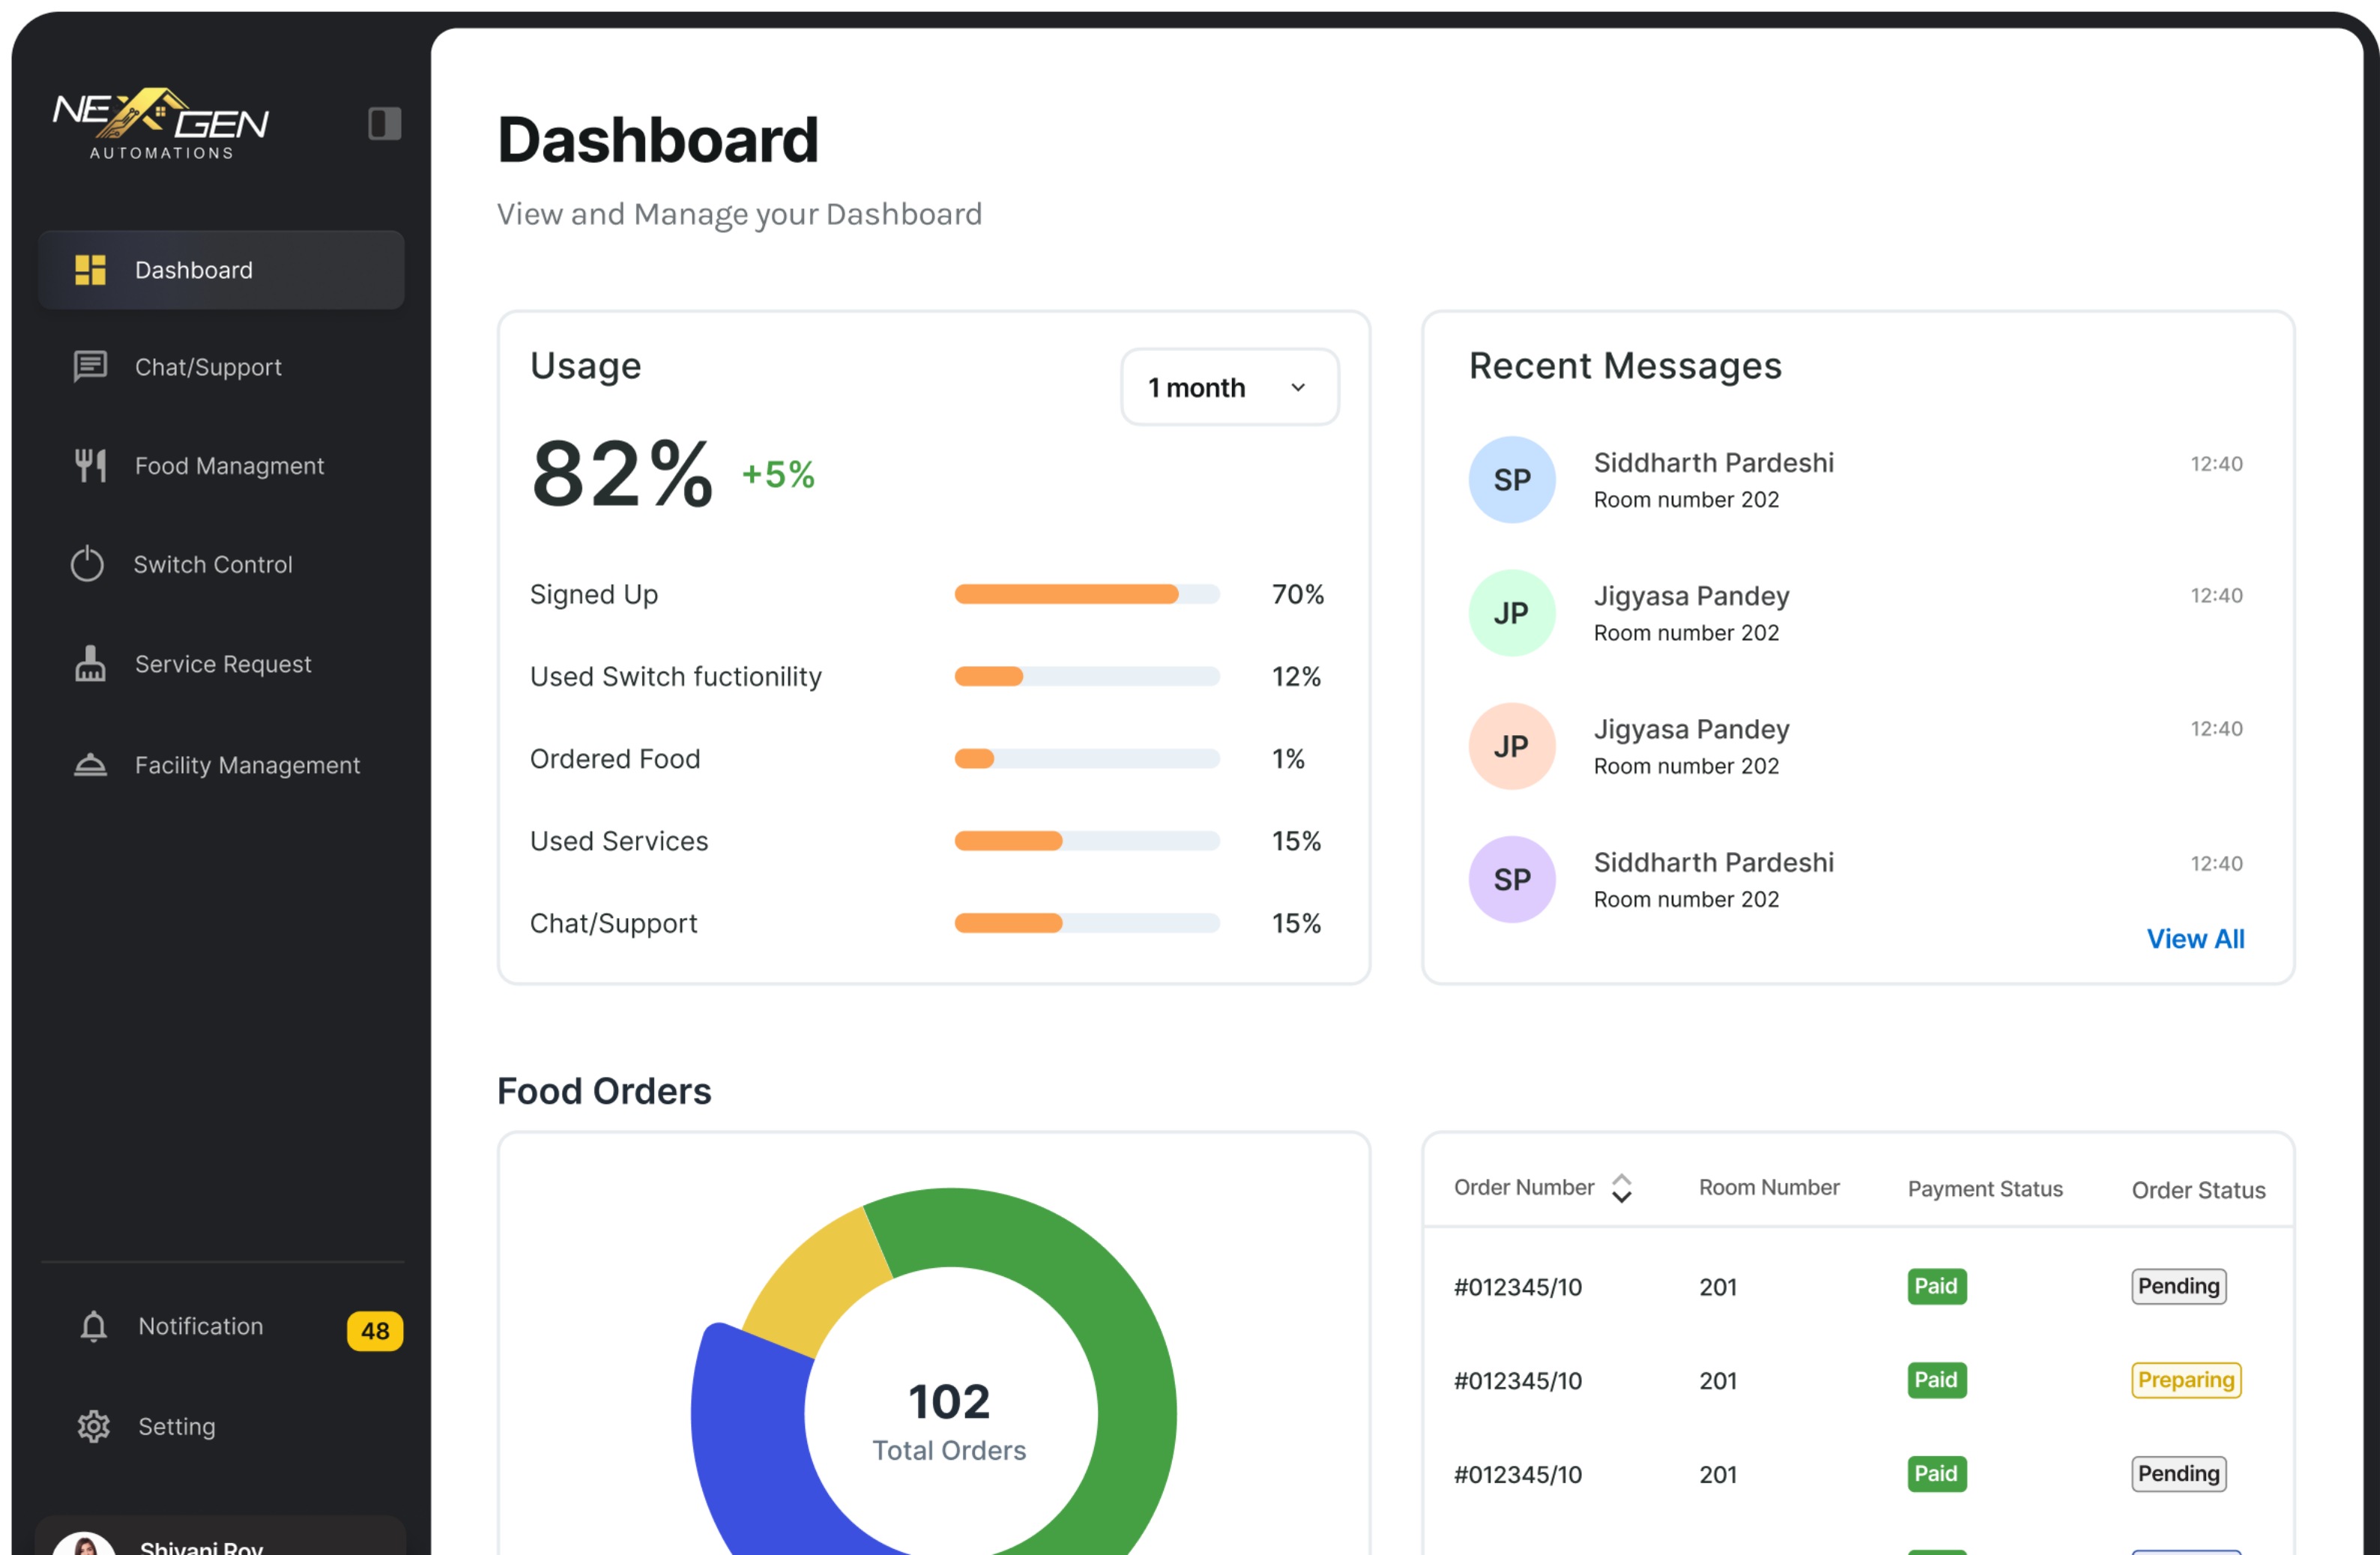 NEXGEN
AUTOMATIONS
Dashboard
Chat/Support
Food Managment
Switch Control
Service Request
Facility Management
Notification
48
Setting
Shivani Roy
Dashboard
View and Manage your Dashboard
Usage
1 month
82% +5%
Signed Up 70%
Used Switch fuctionility 12%
Ordered Food 1%
Used Services 15%
Chat/Support 15%
Recent Messages
SP Siddharth Pardeshi 12:40
Room number 202
JP Jigyasa Pandey 12:40
Room number 202
JP Jigyasa Pandey 12:40
Room number 202
SP Siddharth Pardeshi 12:40
Room number 202
View All
Food Orders
102
Total Orders
Order Number Room Number Payment Status Order Status
#012345/10 201 Paid Pending
#012345/10 201 Paid Preparing
#012345/10 201 Paid Pending